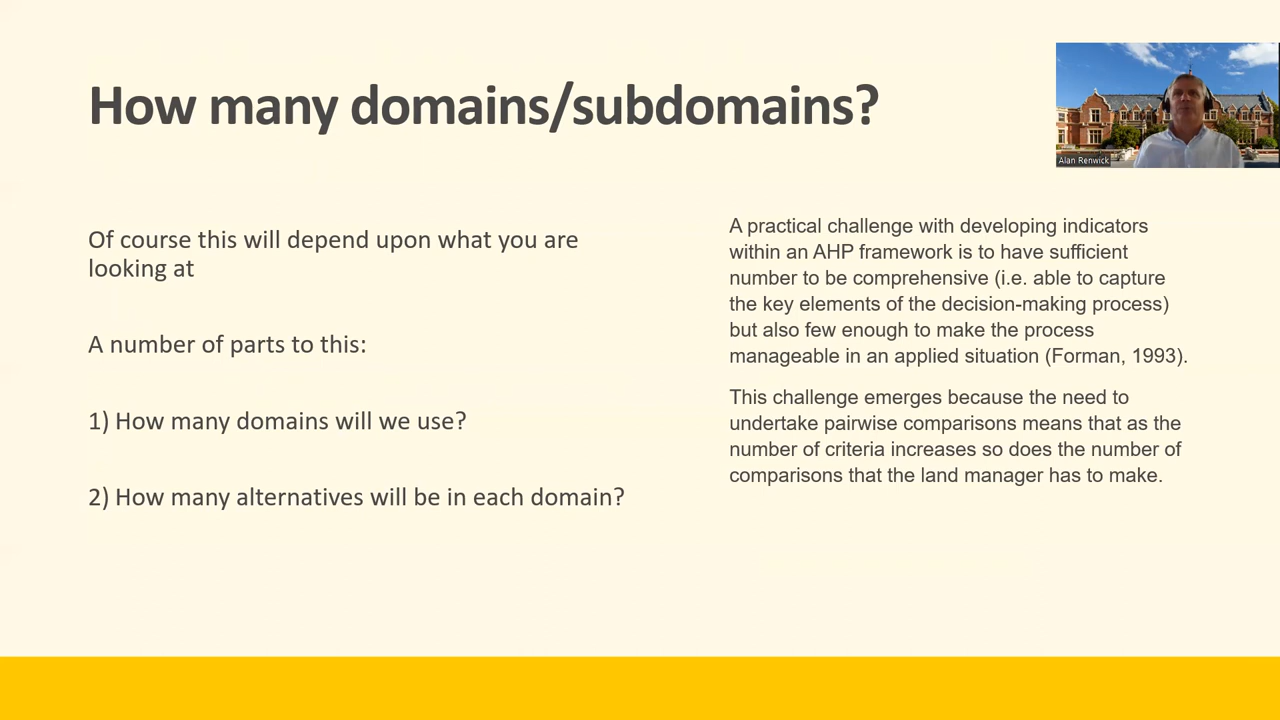 How many domains/subdomains?
Alan Renwick
Of course this will depend upon what you are
looking at
A number of parts to this:
1) How many domains will we use?
2) How many alternatives will be in each domain?
A practical challenge with developing indicators
within an AHP framework is to have sufficient
number to be comprehensive (i.e. able to capture
the key elements of the decision-making process)
but also few enough to make the process
manageable in an applied situation (Forman, 1993).
This challenge emerges because the need to
undertake pairwise comparisons means that as the
number of criteria increases so does the number of
comparisons that the land manager has to make.